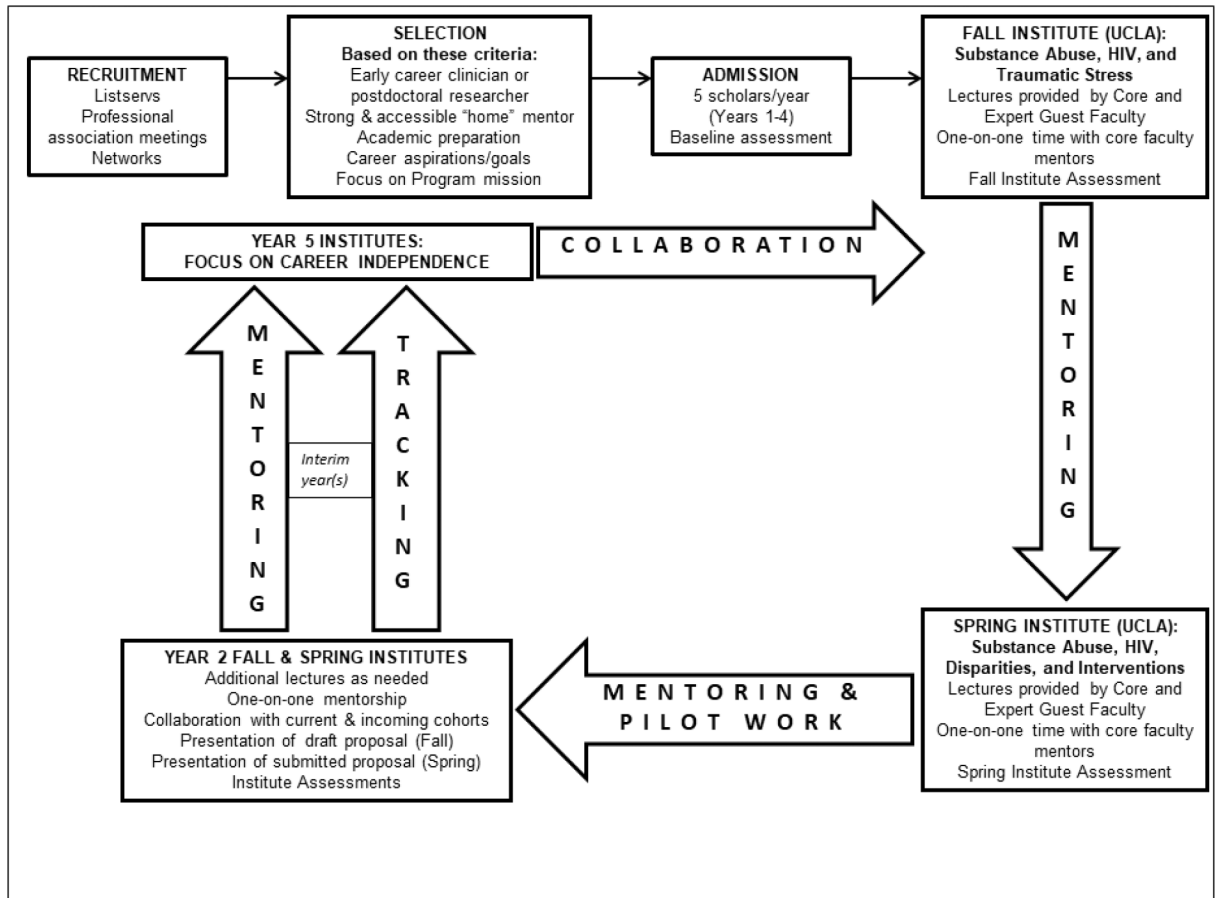 RECRUITMENT
Listservs
Professional
association meetings
Networks
SELECTION
Based on these criteria:
Early career clinician or
postdoctoral researcher
Strong & accessible “home” mentor
Academic preparation
Career aspirations/goals
Focus on Program mission
ADMISSION
5 scholars/year
(Years 1-4)
Baseline assessment
FALL INSTITUTE (UCLA):
Substance Abuse, HIV, and
Traumatic Stress
Lectures provided by Core and
Expert Guest Faculty
One-on-one time with core faculty
mentors
Fall Institute Assessment
YEAR 5 INSTITUTES:
FOCUS ON CAREER INDEPENDENCE
COLLABORATION
MENTORING
MENTORING
TRACKING
Interim
year(s)
YEAR 2 FALL & SPRING INSTITUTES
Additional lectures as needed
One-on-one mentorship
Collaboration with current & incoming cohorts
Presentation of draft proposal (Fall)
Presentation of submitted proposal (Spring)
Institute Assessments
MENTORING &
PILOT WORK
SPRING INSTITUTE (UCLA):
Substance Abuse, HIV,
Disparities, and Interventions
Lectures provided by Core and
Expert Guest Faculty
One-on-one time with core faculty
mentors
Spring Institute Assessment